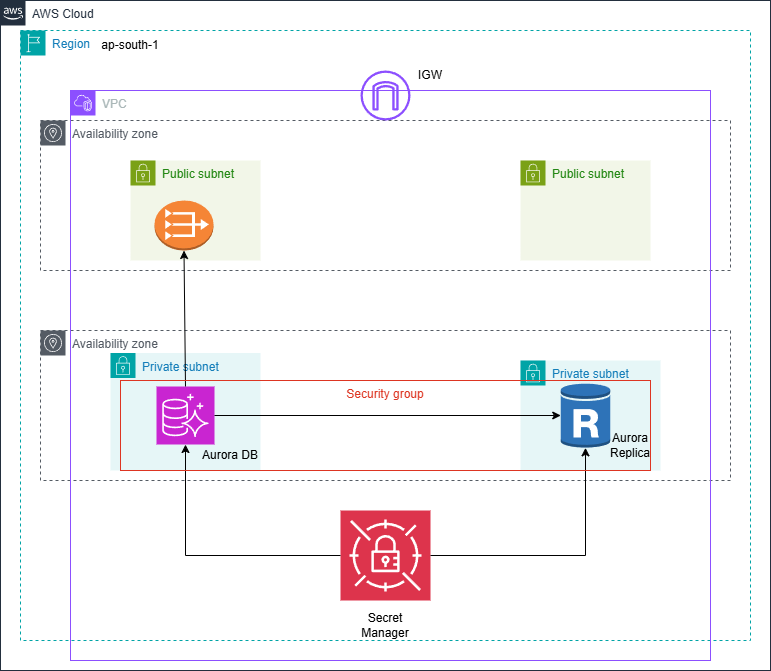 aws
AWS Cloud
Region ap-south-1
IGW
VPC
Availability zone
Public subnet
Public subnet
Availability zone
Private subnet
Private subnet
Security group
R
Aurora DB
Aurora
Replica
Secret
Manager